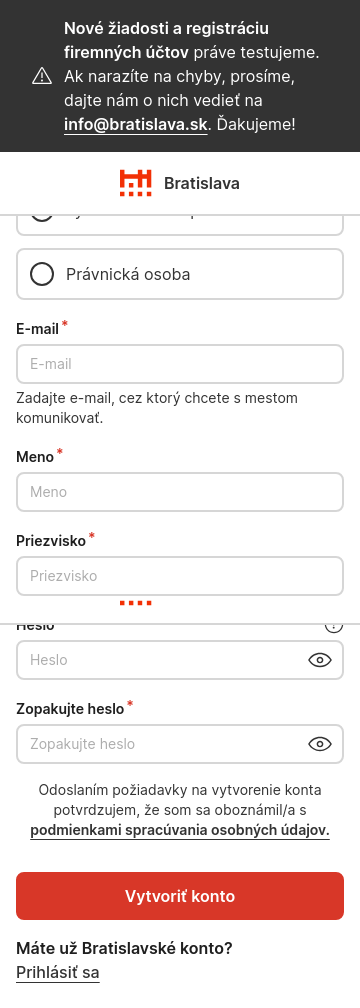 Nové žiadosti a registráciu
firemných účtov práve testujeme.
Ak narazíte na chyby, prosíme,
dajte nám o nich vedieť na
info@bratislava.sk. Ďakujeme!
Bratislava
Právnická osoba
E-mail*
E-mail
Zadajte e-mail, cez ktorý chcete s mestom
komunikovať.
Meno*
Meno
Priezvisko*
Priezvisko
Heslo
Heslo
Zopakujte heslo*
Zopakujte heslo
Odoslaním požiadavky na vytvorenie konta
potvrdzujem, že som sa oboznámil/a s
podmienkami spracúvania osobných údajov.
Vytvoriť konto
Máte už Bratislavské konto?
Prihlásiť sa